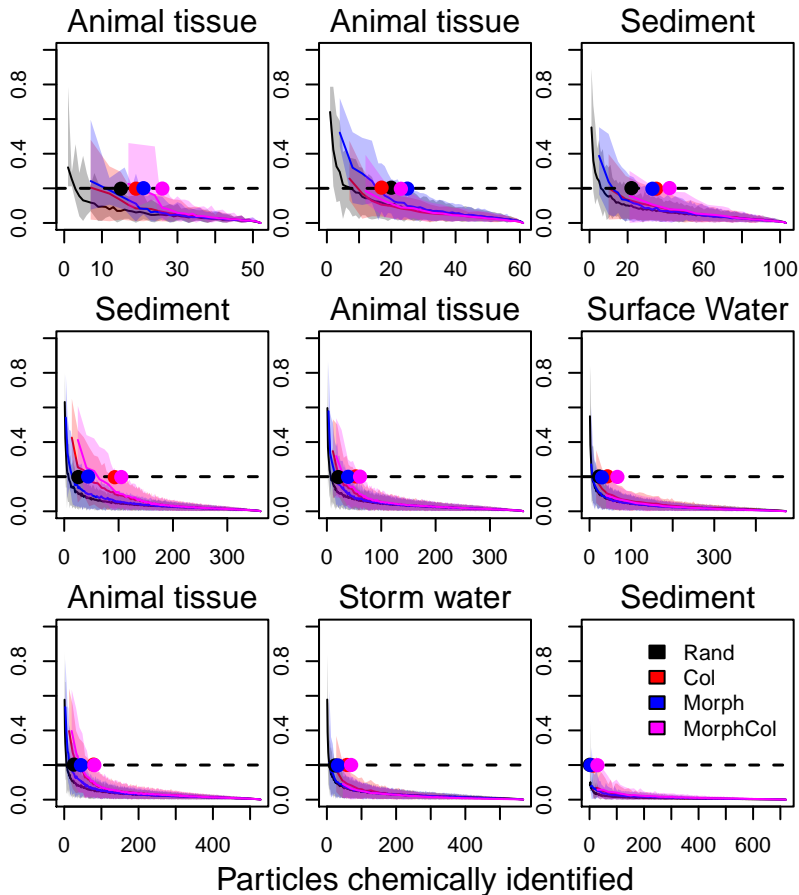 Animal tissue Animal tissue Sediment
0.0 0.4 0.8 0.0 0.4 0.8 0.0 0.4 0.8
0 10 30 50 0 20 40 60 0 20 60 100
Sediment Animal tissue Surface Water
0.0 0.4 0.8 0.0 0.4 0.8 0.0 0.4 0.8
0 100 200 300 0 100 200 300 0 100 300
Animal tissue Storm water Sediment
0.0 0.4 0.8 0.0 0.4 0.8 0.0 0.4 0.8
Rand
Col
Morph
MorphCol
0 200 400 0 200 400 0 200 400 600
Particles chemically identified